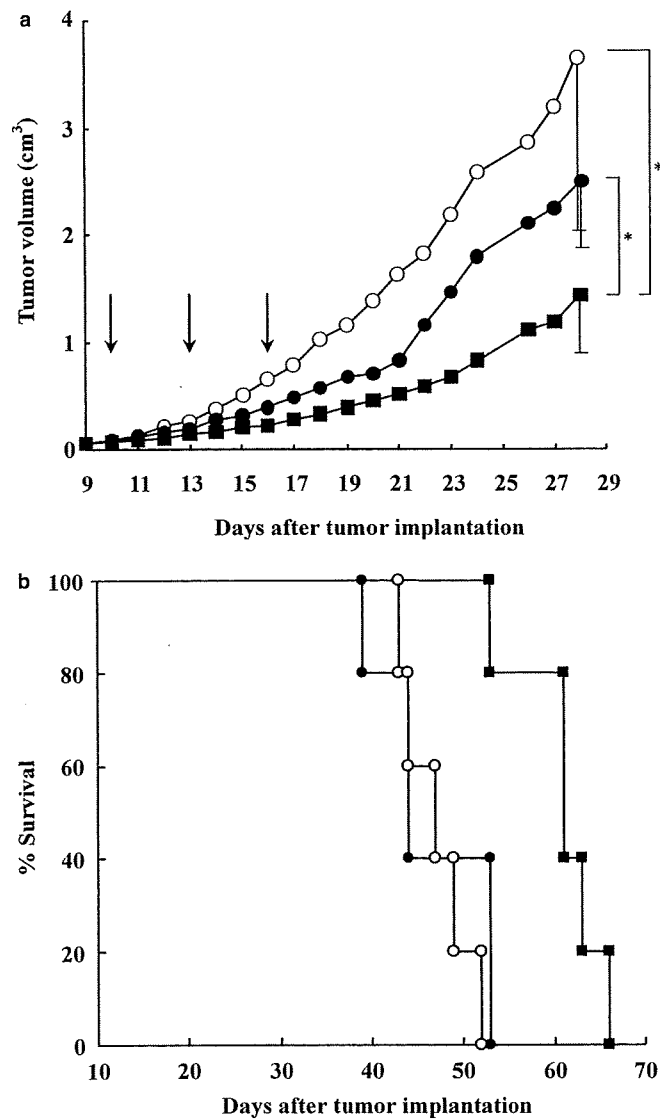 a
4
3
2
1
0
Tumor volume (cm³)
*
*
9 11 13 15 17 19 21 23 25 27 29
Days after tumor implantation
b
100
80
60
40
20
0
% Survival
10 20 30 40 50 60 70
Days after tumor implantation